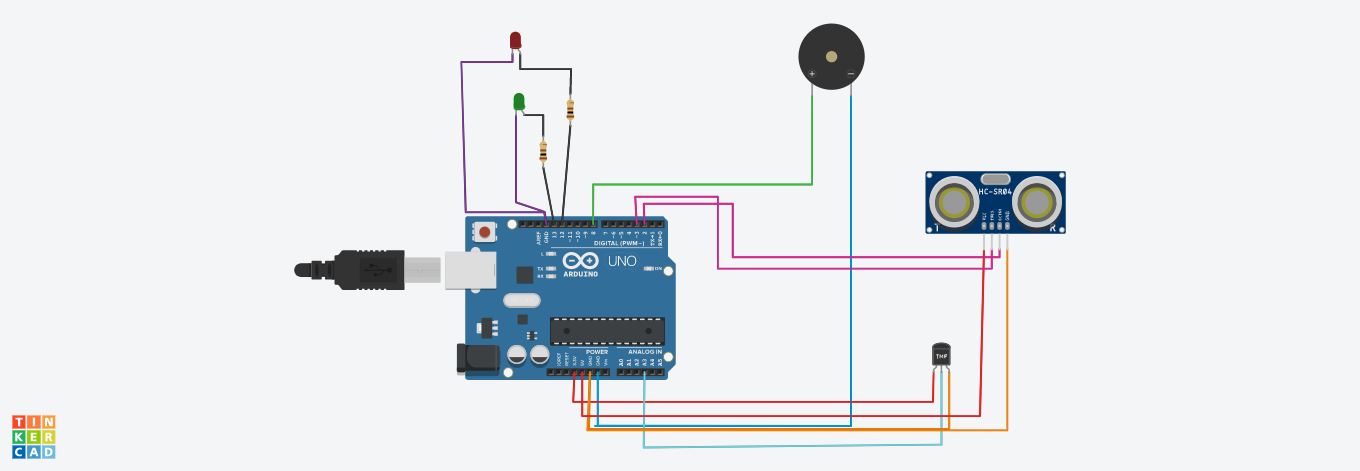 HC-SR04
VCC
TRIG
ECHO
GND
T
R
AREF
GND
13
12
~11
~10
~9
8
7
~6
~5
4
~3
2
TX→1
RX←0
DIGITAL (PWM~)
L
TX
RX
ARDUINO
UNO
ON
TMP
POWER
ANALOG IN
IOREF
RESET
3.3V
5V
GND
GND
Vin
A0
A1
A2
A3
A4
A5
TIN
KER
CAD